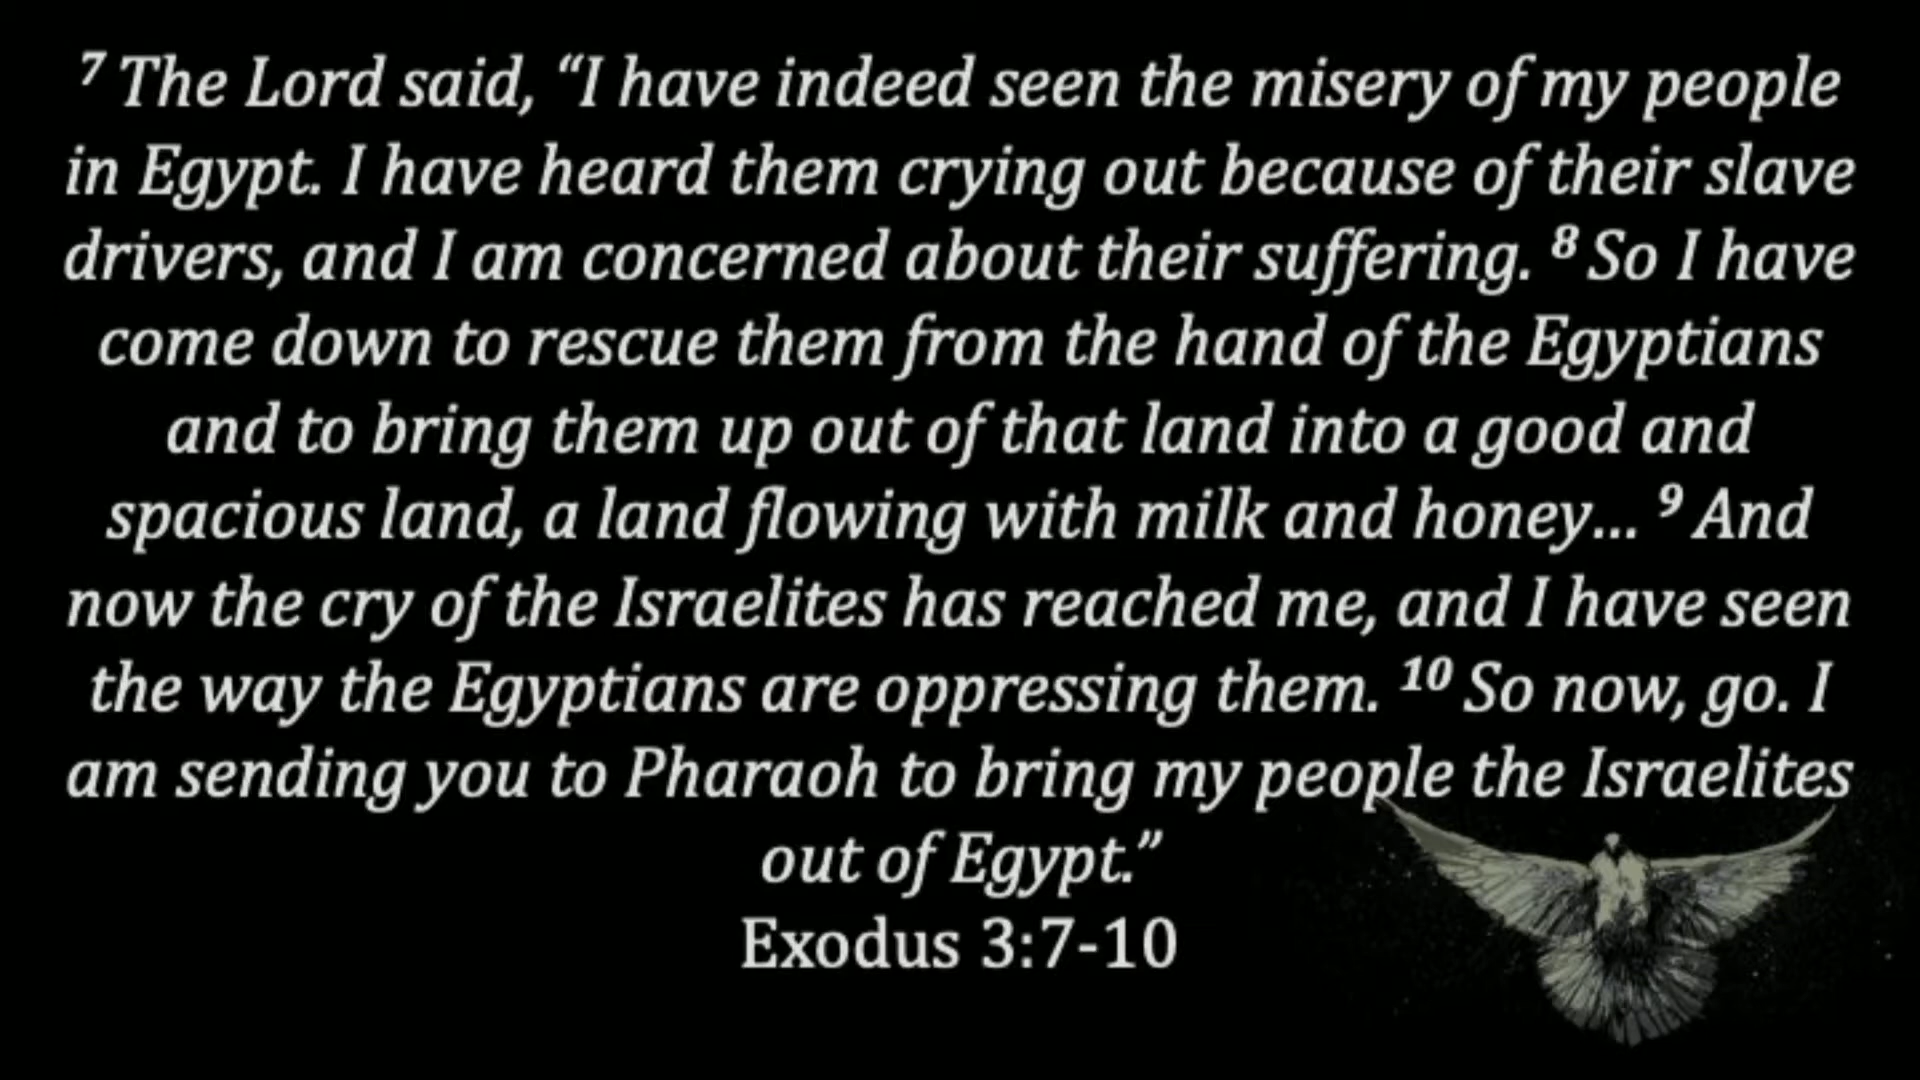 ⁷ The Lord said, “I have indeed seen the misery of my people
in Egypt. I have heard them crying out because of their slave
drivers, and I am concerned about their suffering. ⁸ So I have
come down to rescue them from the hand of the Egyptians
and to bring them up out of that land into a good and
spacious land, a land flowing with milk and honey... ⁹ And
now the cry of the Israelites has reached me, and I have seen
the way the Egyptians are oppressing them. ¹⁰ So now, go. I
am sending you to Pharaoh to bring my people the Israelites
out of Egypt.”
Exodus 3:7-10